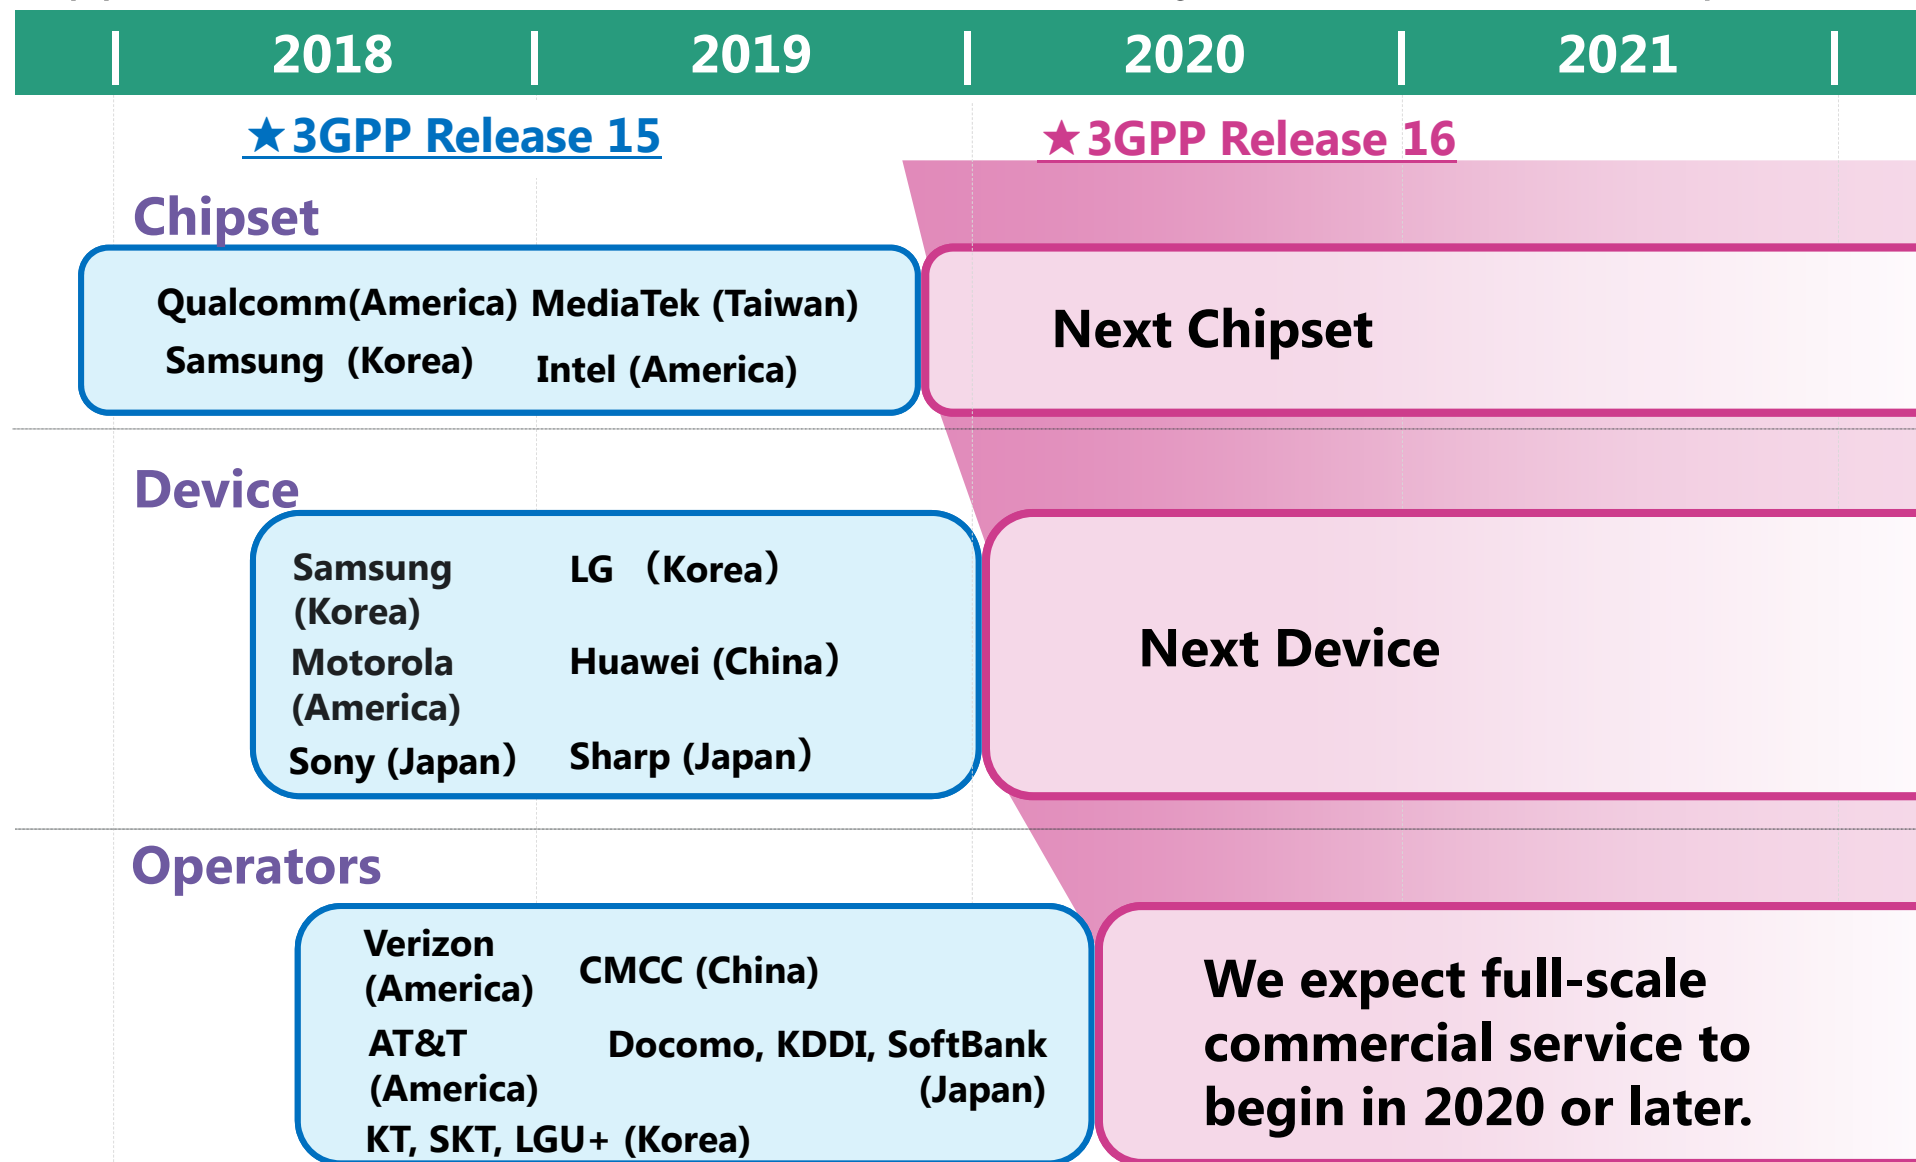 2018 2019 2020 2021
★3GPP Release 15 ★3GPP Release 16
Chipset
Qualcomm(America) MediaTek (Taiwan)
Samsung (Korea) Intel (America)
Next Chipset
Device
Samsung
(Korea)
LG （Korea）
Motorola
(America)
Huawei (China）
Sony (Japan）
Sharp (Japan）
Next Device
Operators
Verizon
(America)
CMCC (China)
AT&T
(America)
Docomo, KDDI, SoftBank
(Japan)
KT, SKT, LGU+ (Korea)
We expect full-scale
commercial service to
begin in 2020 or later.